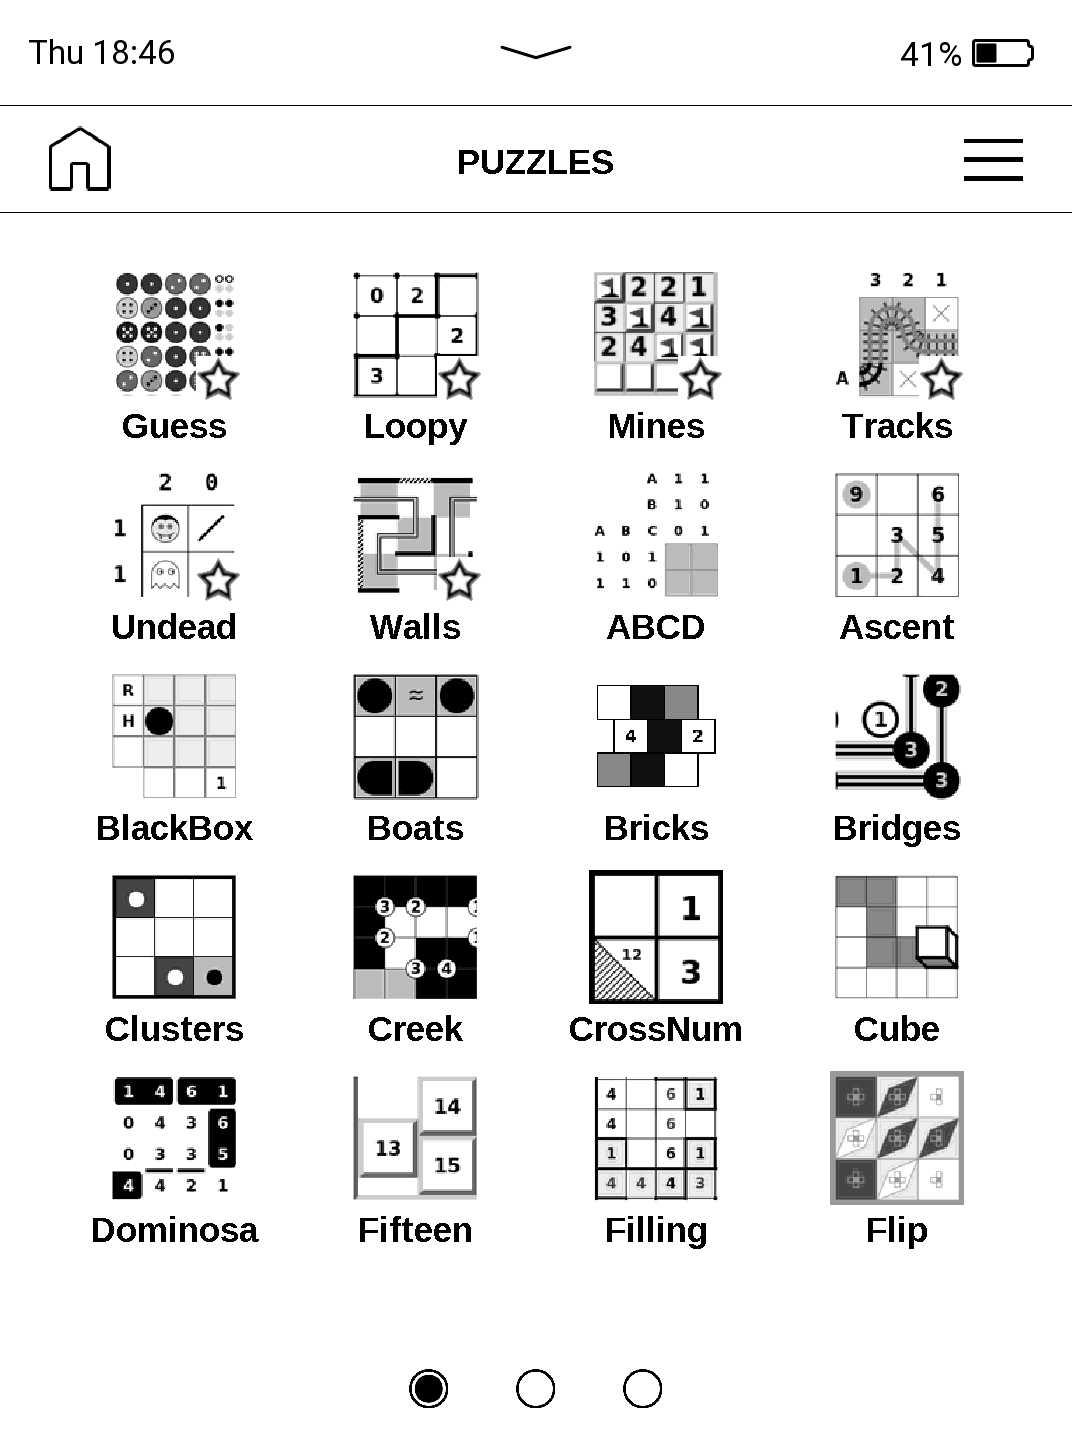 Thu 18:46 41%
PUZZLES
Guess Loopy Mines Tracks
0 2
2
3
1 2 2 1
3 4
2 4
3 2 1
A
Undead Walls ABCD Ascent
2 0
1
1
A 1 1
B 1 0
A B C 0 1
1 0 1
1 1 0
9 6
3 5
1 2 4
BlackBox Boats Bricks Bridges
R
H
1
≈
4 2
2
1
3
3
Clusters Creek CrossNum Cube
3 2
2
3 4
1
12 3
Dominosa Fifteen Filling Flip
1 4 6 1
0 4 3 6
0 3 3 5
4 4 2 1
14
13
15
4 6 1
4 6
1 6 1
4 4 4 3